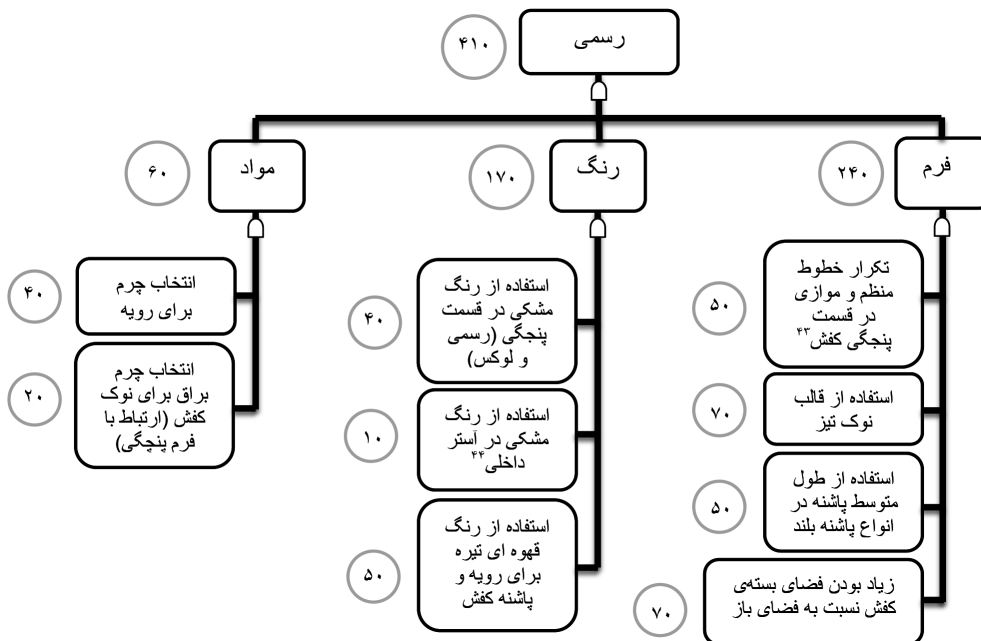 رسمی
۴۱۰
فرم
۲۴۰
رنگ
۱۷۰
مواد
۶۰
تکرار خطوط
منظم و موازی
در قسمت
پنجگی کفش۴۳
۵۰
استفاده از قالب
نوک تیز
۷۰
استفاده از طول
متوسط پاشنه در
انواع پاشنه بلند
۵۰
زیاد بودن فضای بسته‌ی
کفش نسبت به فضای باز
۷۰
استفاده از رنگ
مشکی در قسمت
پنجگی (رسمی
و لوکس)
۴۰
استفاده از رنگ
مشکی در آستر
داخلی۴۴
۱۰
استفاده از رنگ
قهوه ای تیره
برای رویه و
پاشنه کفش
۵۰
انتخاب چرم
برای رویه
۴۰
انتخاب چرم
براق برای نوک
کفش (ارتباط با
فرم پنچگی)
۲۰